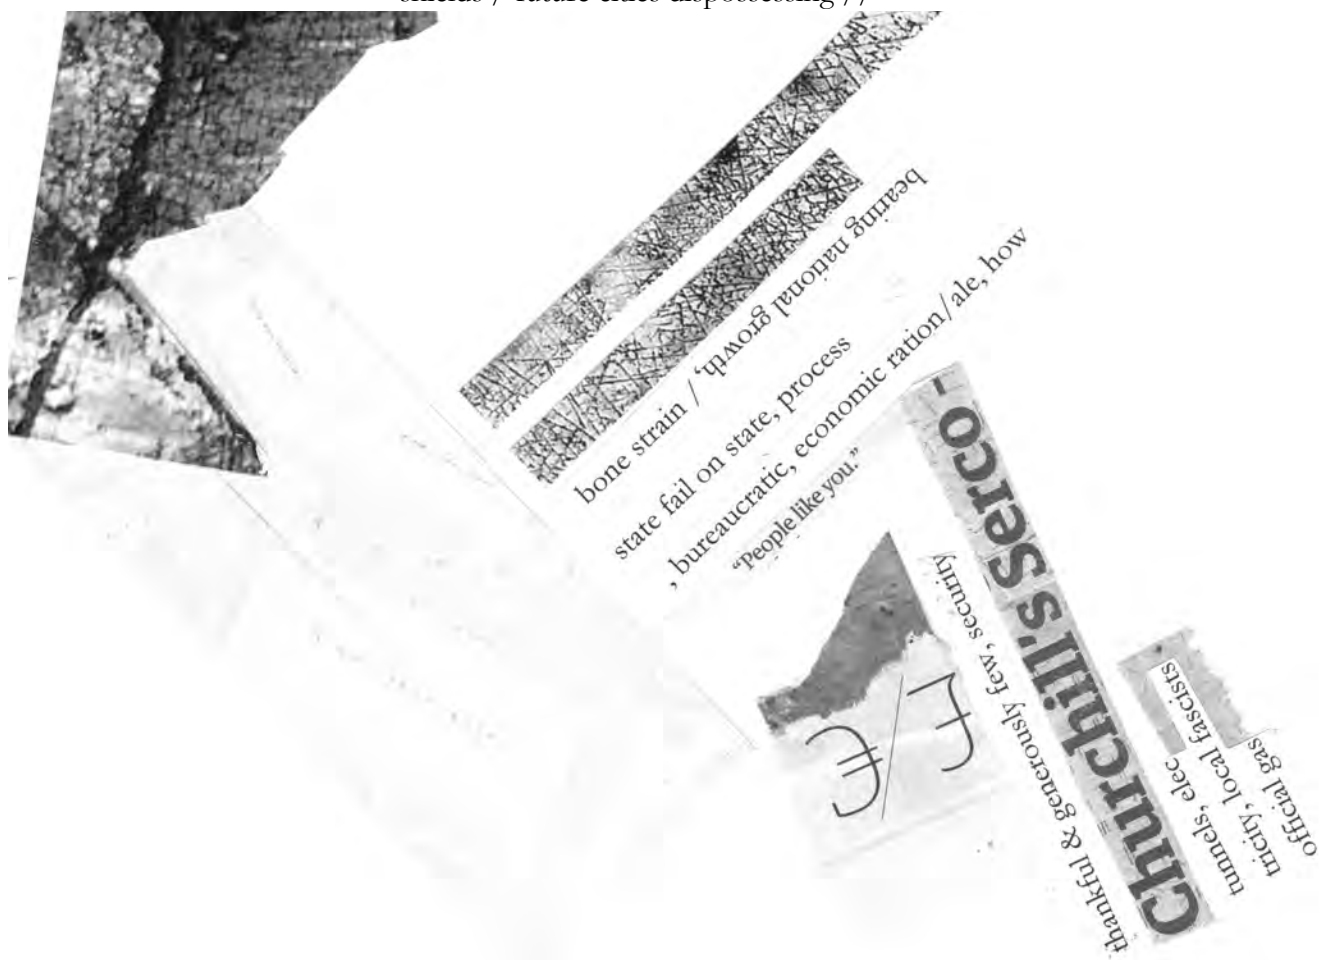 bone strain / ‘growth, national bearing
state fail on state, process
, bureaucratic, economic ration/ale, how
“People like you.”
€/£
thankful & generously few, security
Churchill's Serco-
tunnels, elec
tricity, local fascists
official gas